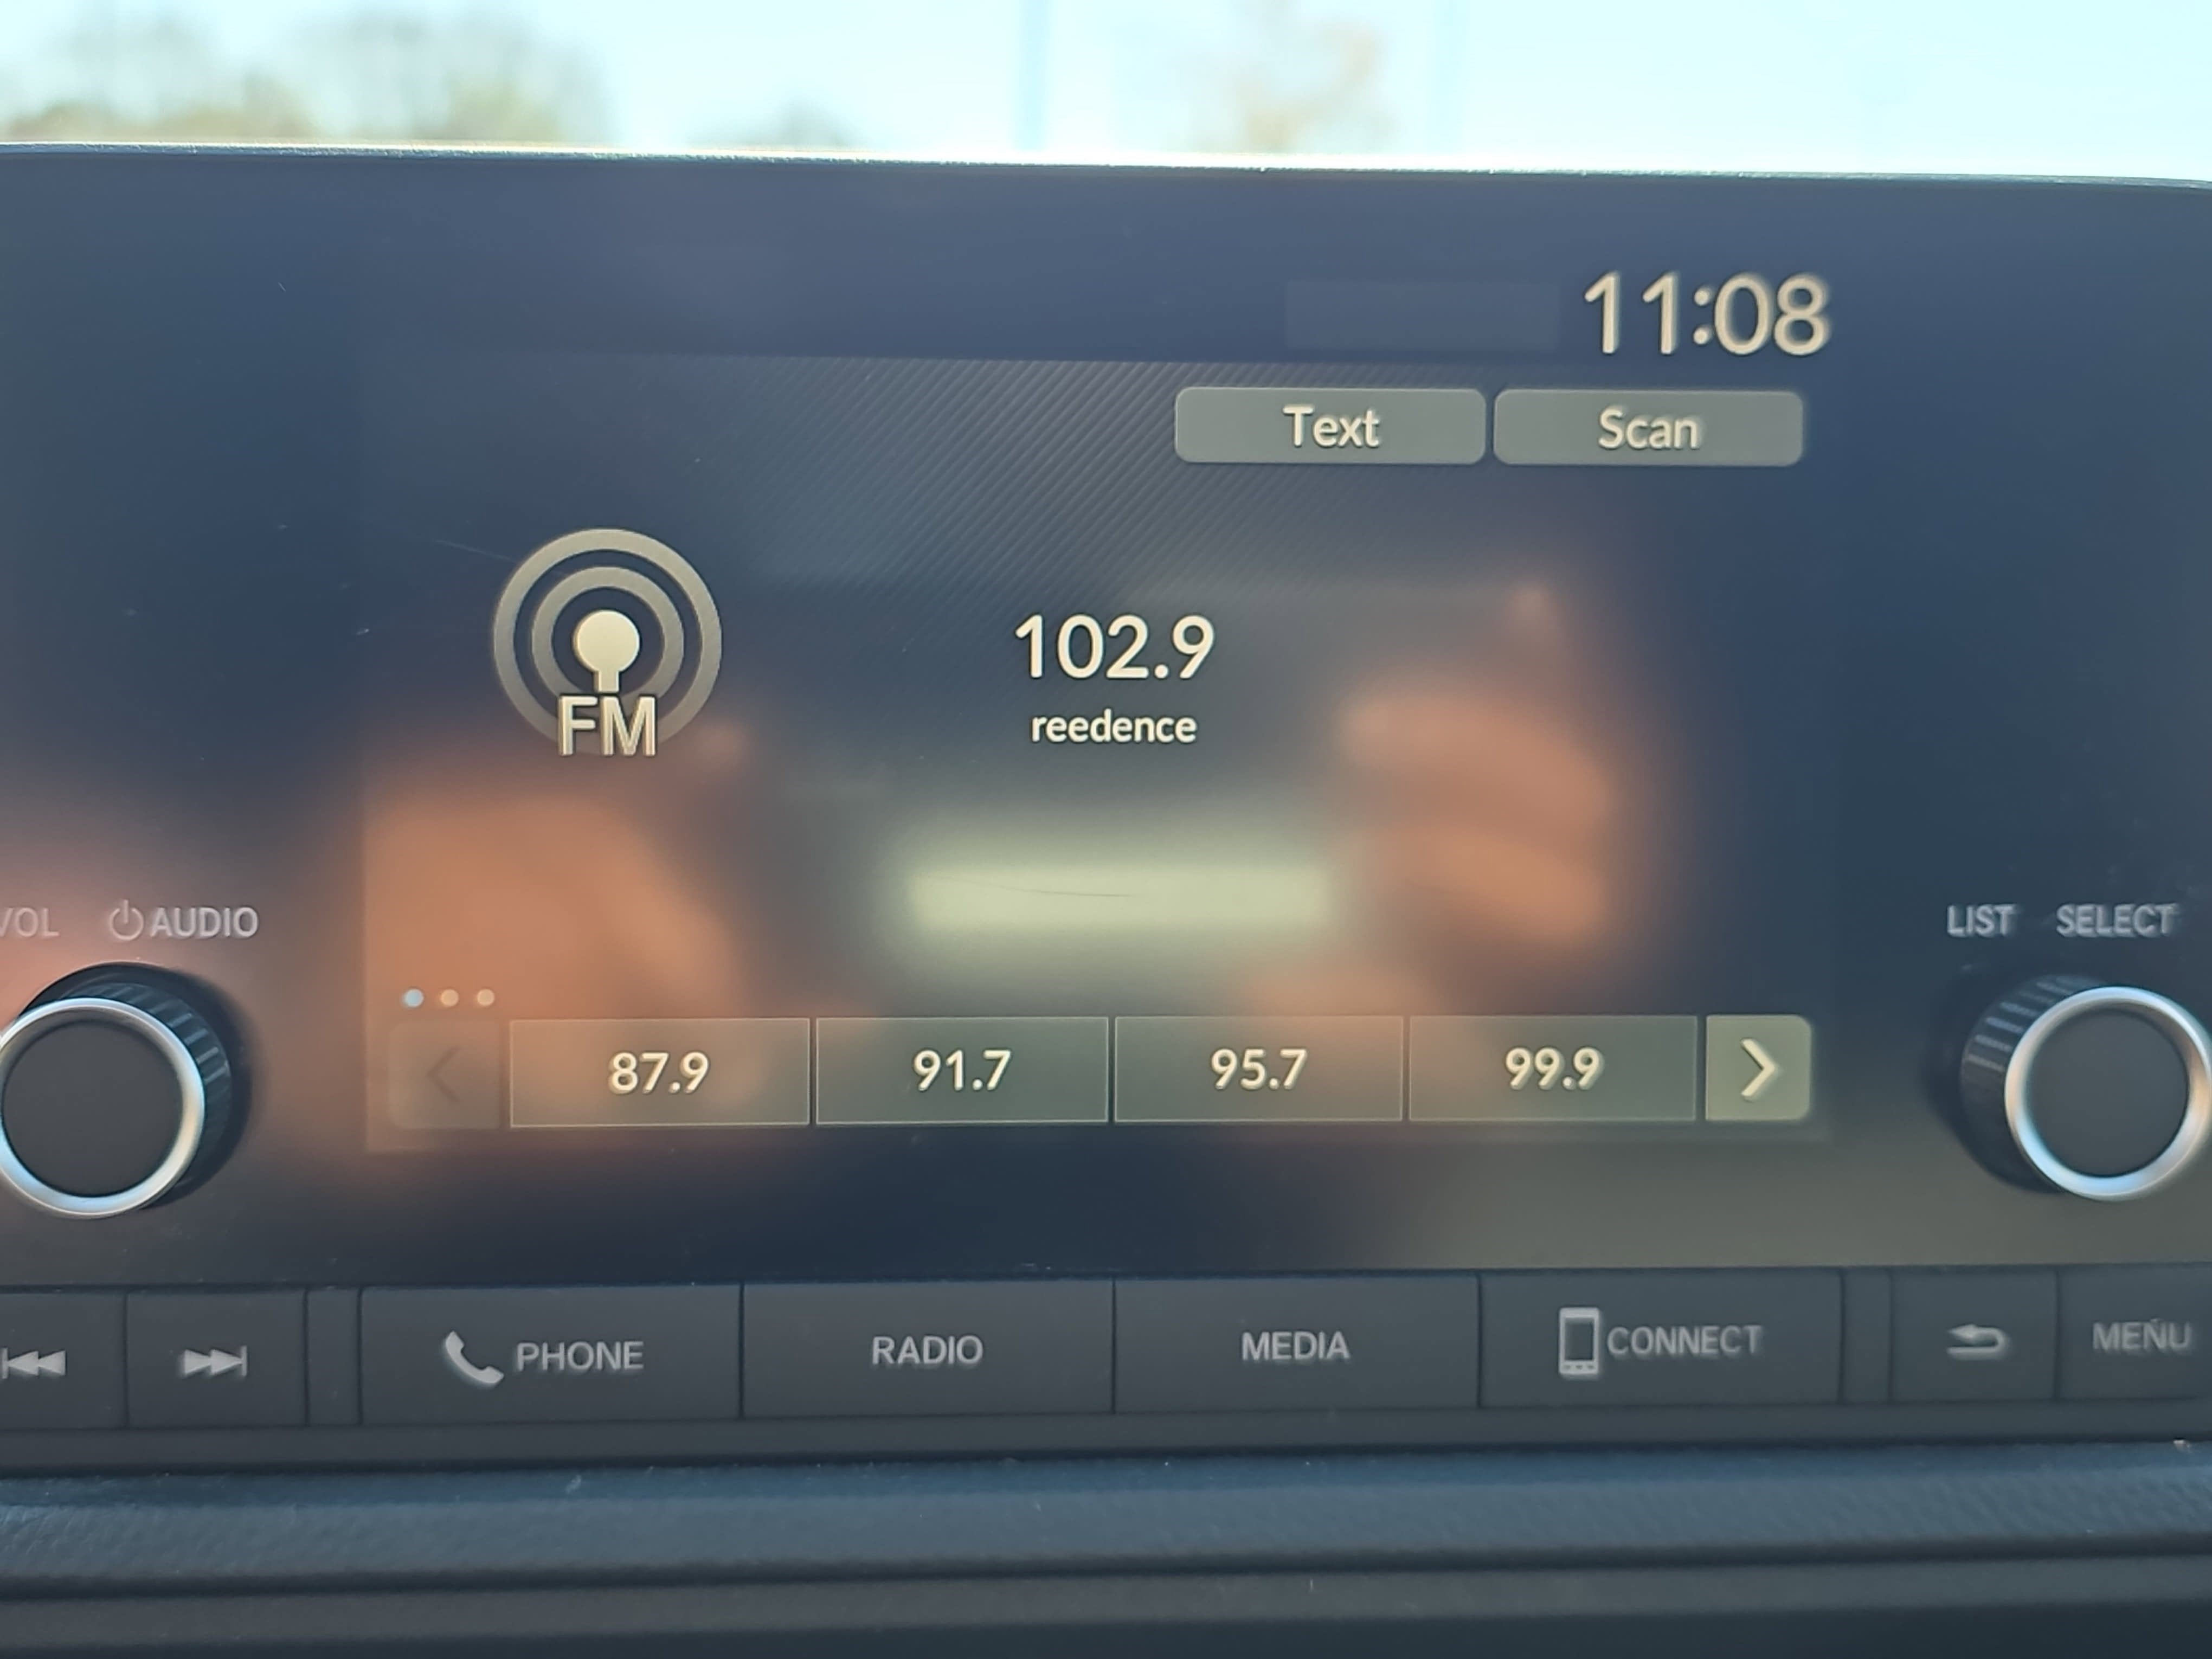 11:08
Text Scan
102.9
FM
reedence
VOL AUDIO
LIST SELECT
87.9 91.7 95.7 99.9
PHONE RADIO MEDIA CONNECT MENU